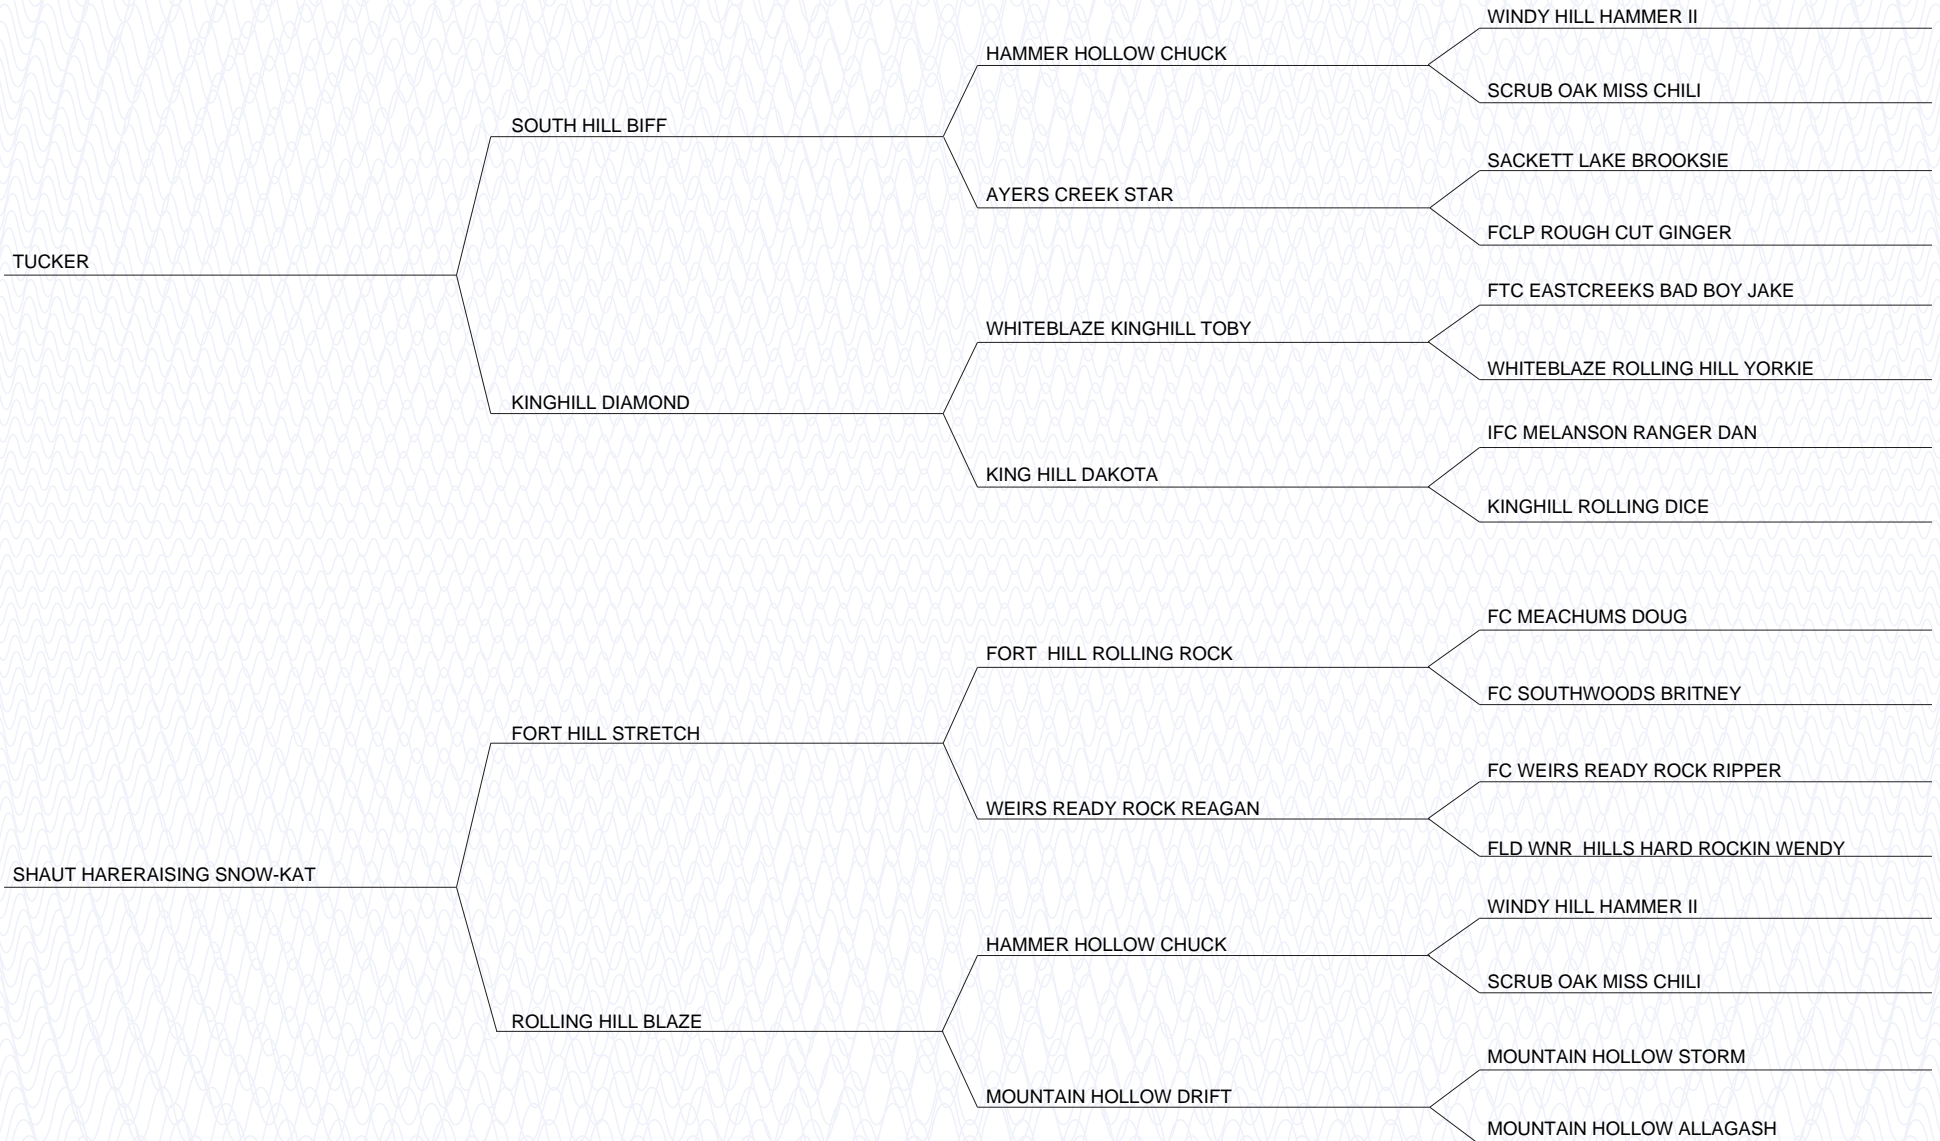 WINDY HILL HAMMER II
HAMMER HOLLOW CHUCK
SCRUB OAK MISS CHILI
SOUTH HILL BIFF
SACKETT LAKE BROOKSIE
AYERS CREEK STAR
FCLP ROUGH CUT GINGER
TUCKER
FTC EASTCREEKS BAD BOY JAKE
WHITEBLAZE KINGHILL TOBY
WHITEBLAZE ROLLING HILL YORKIE
KINGHILL DIAMOND
IFC MELANSON RANGER DAN
KING HILL DAKOTA
KINGHILL ROLLING DICE
FC MEACHUMS DOUG
FORT  HILL ROLLING ROCK
FC SOUTHWOODS BRITNEY
FORT HILL STRETCH
FC WEIRS READY ROCK RIPPER
WEIRS READY ROCK REAGAN
FLD WNR  HILLS HARD ROCKIN WENDY
SHAUT HARERAISING SNOW-KAT
WINDY HILL HAMMER II
HAMMER HOLLOW CHUCK
SCRUB OAK MISS CHILI
ROLLING HILL BLAZE
MOUNTAIN HOLLOW STORM
MOUNTAIN HOLLOW DRIFT
MOUNTAIN HOLLOW ALLAGASH